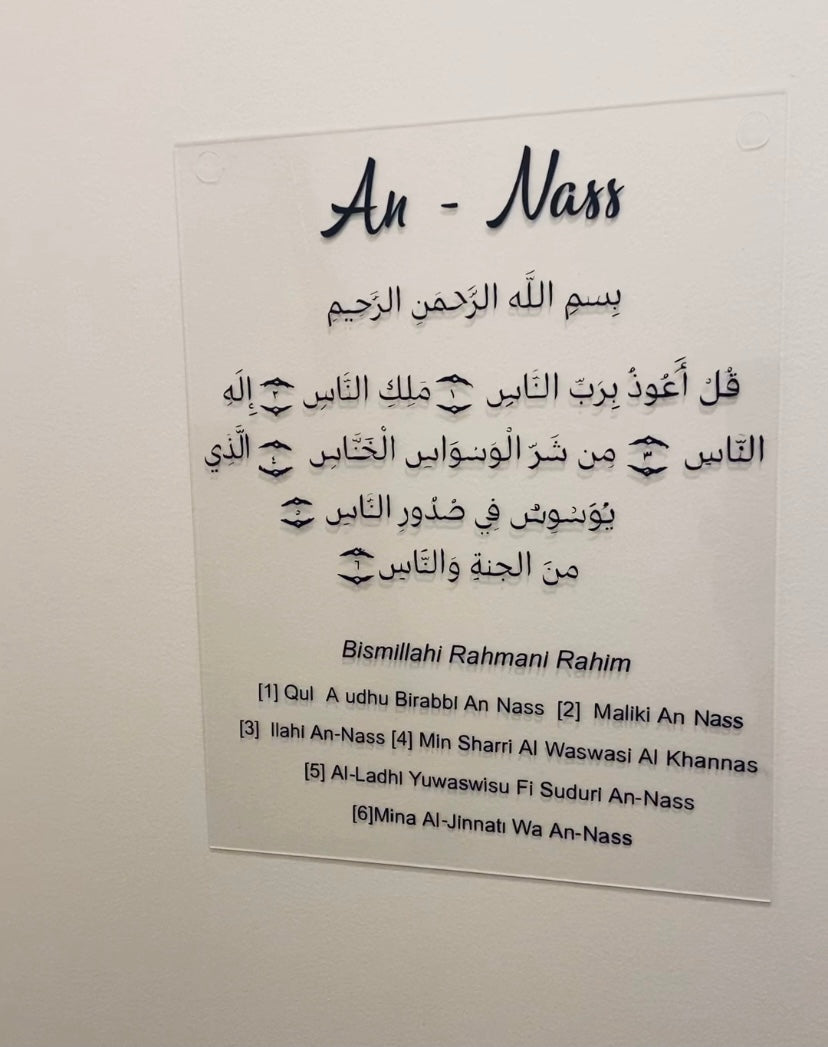 An - Nass
بِسمِ اللَّه الرَّحمَنِ الرَّحِيمِ
قُلْ أَعُوذُ بِرَبِّ النَّاسِ ١ مَلِكِ النَّاسِ ٢ إِلَهِ
النَّاسِ ٣ مِن شَرِّ الْوَسْوَاسِ الْخَنَّاسِ ٤ الَّذِي
يُوَسْوِسُ فِي صُدُورِ النَّاسِ ٥
مِنَ الجنةِ وَالنَّاسِ ٦
Bismillahi Rahmani Rahim
[1] Qul A udhu Birabbi An Nass [2] Maliki An Nass
[3] Ilahi An-Nass [4] Min Sharri Al Waswasi Al Khannas
[5] Al-Ladhi Yuwaswisu Fi Suduri An-Nass
[6]Mina Al-Jinnati Wa An-Nass